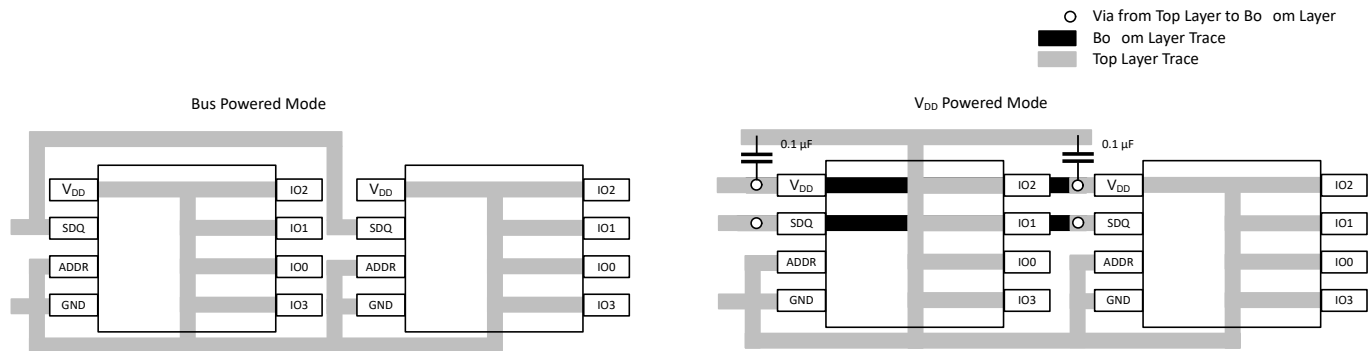 Via from Top Layer to Bo om Layer
Bo om Layer Trace
Top Layer Trace
Bus Powered Mode
VDD
SDQ
ADDR
GND
IO2
IO1
IO0
IO3
VDD
SDQ
ADDR
GND
IO2
IO1
IO0
IO3
VDD Powered Mode
0.1 µF
0.1 µF
VDD
SDQ
ADDR
GND
IO2
IO1
IO0
IO3
VDD
SDQ
ADDR
GND
IO2
IO1
IO0
IO3